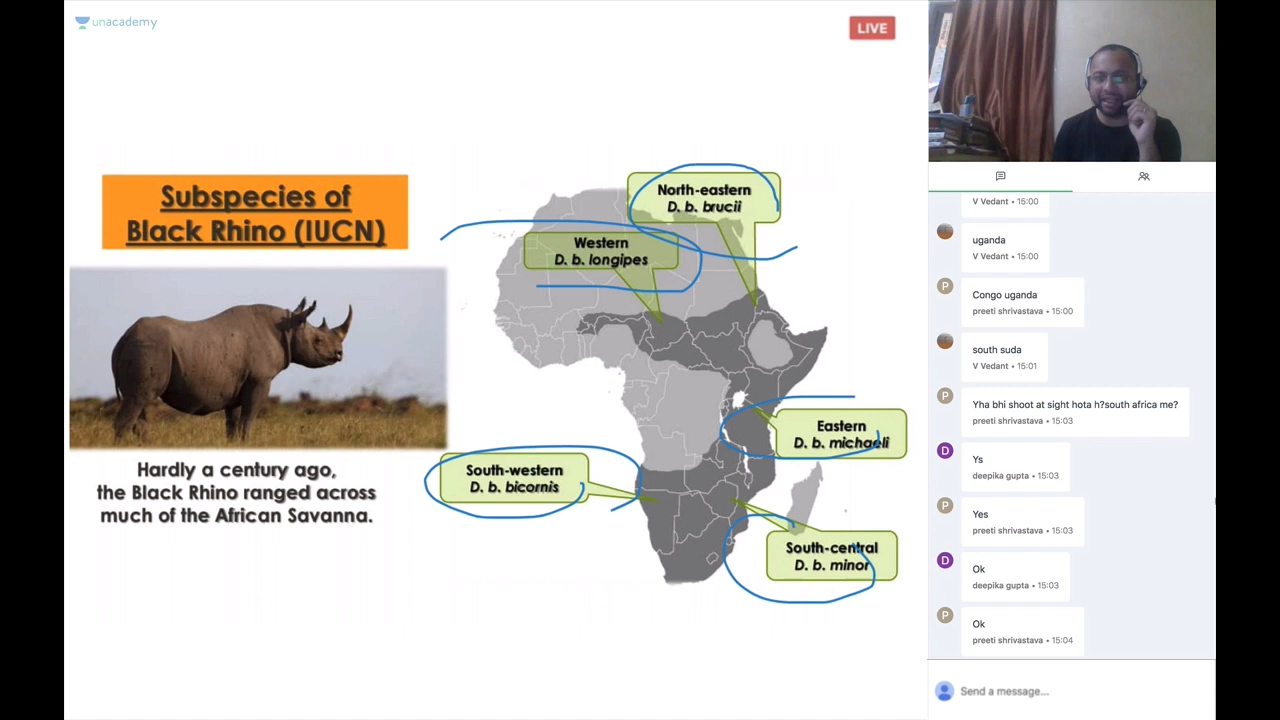 unacademy
LIVE
Subspecies of
Black Rhino (IUCN)
Hardly a century ago,
the Black Rhino ranged across
much of the African Savanna.
North-eastern
D. b. brucii
Western
D. b. longipes
Eastern
D. b. michaeli
South-western
D. b. bicornis
South-central
D. b. minor
V Vedant • 15:00
uganda
V Vedant • 15:00
P
Congo uganda
preeti shrivastava • 15:00
south suda
V Vedant • 15:01
P
Yha bhi shoot at sight hota h?south africa me?
preeti shrivastava • 15:03
D
Ys
deepika gupta • 15:03
P
Yes
preeti shrivastava • 15:03
D
Ok
deepika gupta • 15:03
P
Ok
preeti shrivastava • 15:04
Send a message...